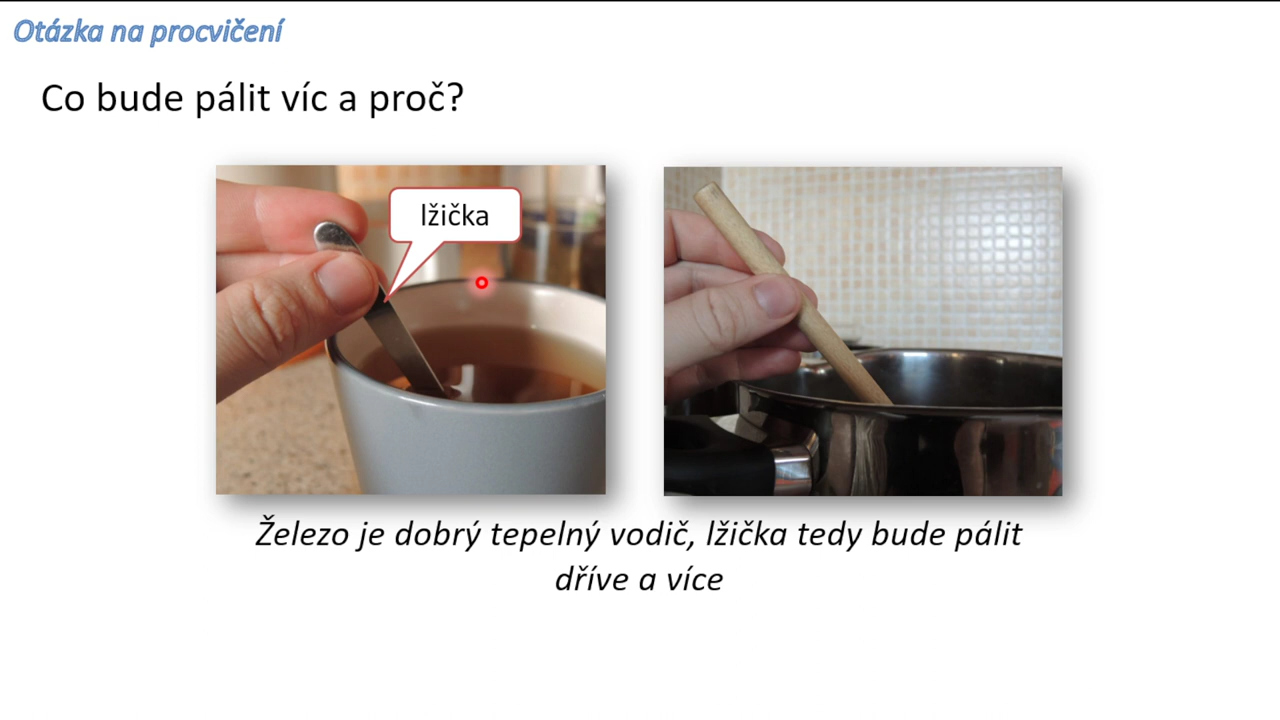 Otázka na procvičení
Co bude pálit víc a proč?
lžička
Železo je dobrý tepelný vodič, lžička tedy bude pálit
dříve a více